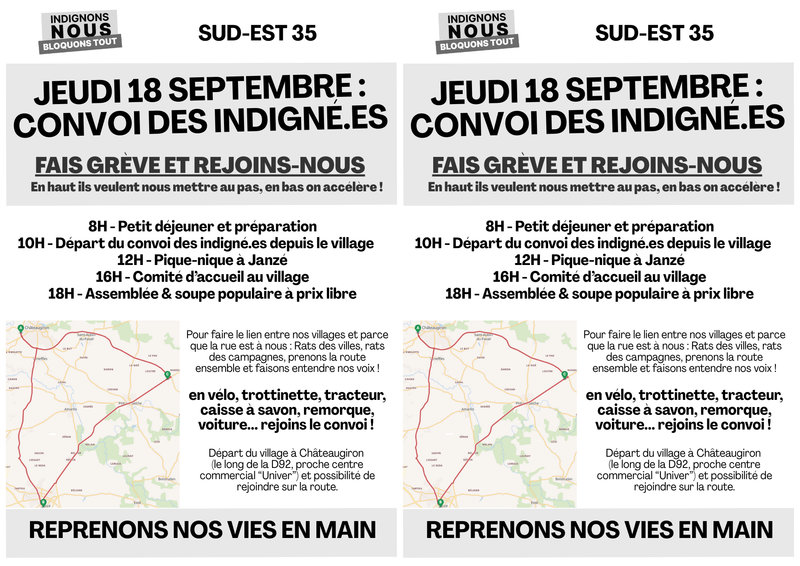 INDIGNONS
NOUS
BLOQUONS TOUT
SUD-EST 35
JEUDI 18 SEPTEMBRE :
CONVOI DES INDIGNÉ.ES
FAIS GRÈVE ET REJOINS-NOUS
En haut ils veulent nous mettre au pas, en bas on accélère !
8H - Petit déjeuner et préparation
10H - Départ du convoi des indigné.es depuis le village
12H - Pique-nique à Janzé
16H - Comité d'accueil au village
18H - Assemblée & soupe populaire à prix libre
Châteaugiron
Amanlis
Pour faire le lien entre nos villages et parce
que la rue est à nous : Rats des villes, rats
des campagnes, prenons la route
ensemble et faisons entendre nos voix !
en vélo, trottinette, tracteur,
caisse à savon, remorque,
voiture... rejoins le convoi !
Départ du village à Châteaugiron
(le long de la D92, proche centre
commercial “Univer”) et possibilité de
rejoindre sur la route.
REPRENONS NOS VIES EN MAIN
INDIGNONS
NOUS
BLOQUONS TOUT
SUD-EST 35
JEUDI 18 SEPTEMBRE :
CONVOI DES INDIGNÉ.ES
FAIS GRÈVE ET REJOINS-NOUS
En haut ils veulent nous mettre au pas, en bas on accélère !
8H - Petit déjeuner et préparation
10H - Départ du convoi des indigné.es depuis le village
12H - Pique-nique à Janzé
16H - Comité d'accueil au village
18H - Assemblée & soupe populaire à prix libre
Châteaugiron
Amanlis
Pour faire le lien entre nos villages et parce
que la rue est à nous : Rats des villes, rats
des campagnes, prenons la route
ensemble et faisons entendre nos voix !
en vélo, trottinette, tracteur,
caisse à savon, remorque,
voiture... rejoins le convoi !
Départ du village à Châteaugiron
(le long de la D92, proche centre
commercial “Univer”) et possibilité de
rejoindre sur la route.
REPRENONS NOS VIES EN MAIN